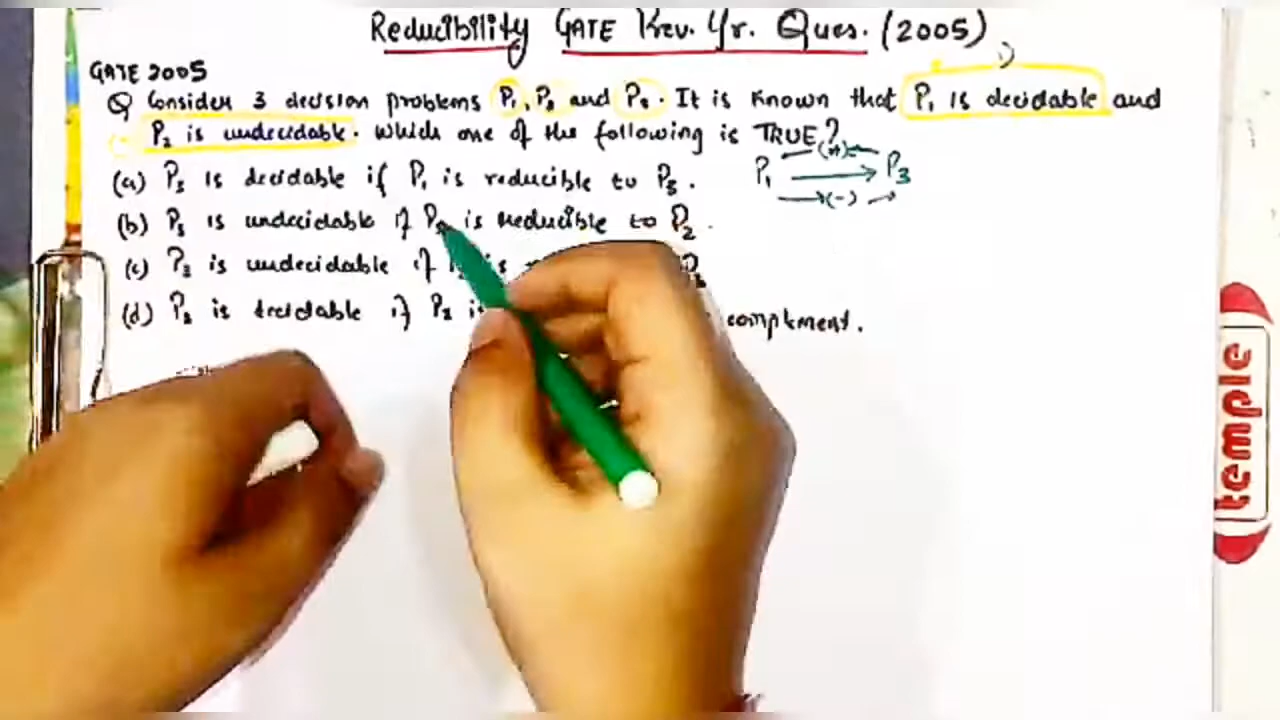 Reducibility GATE Prev. Yr. Ques. (2005)
GATE 2005
Q Consider 3 decision problems P₁, P₂ and P₃. It is known that P₁ is decidable and
P₂ is undecidable. Which one of the following is TRUE?
(a) P₃ is decidable if P₁ is reducible to P₃.
(b) P₃ is undecidable if P₃ is reducible to P₂.
(c) P₃ is undecidable if
(d) P₃ is decidable if P₃ is complement.
P₁ → P₃
(-)
temple